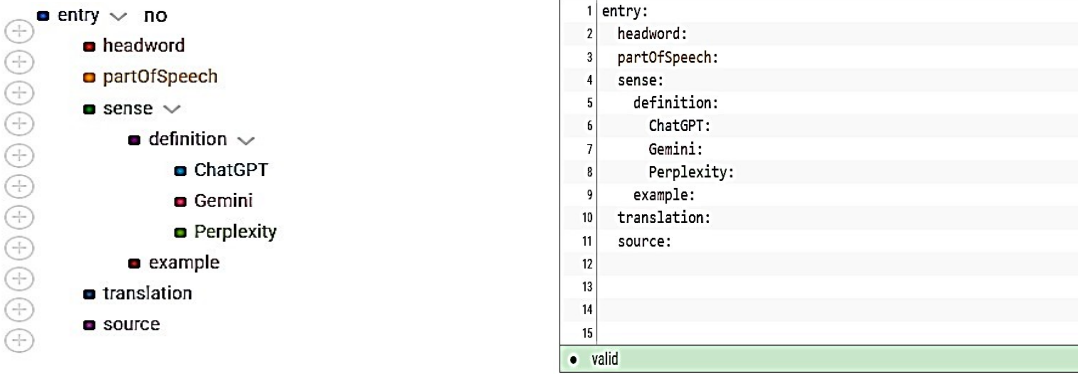 entry no
headword
partOfSpeech
sense
definition
ChatGPT
Gemini
Perplexity
example
translation
source
1 entry:
2 headword:
3 partOfSpeech:
4 sense:
5 definition:
6 ChatGPT:
7 Gemini:
8 Perplexity:
9 example:
10 translation:
11 source:
12
13
14
15
valid